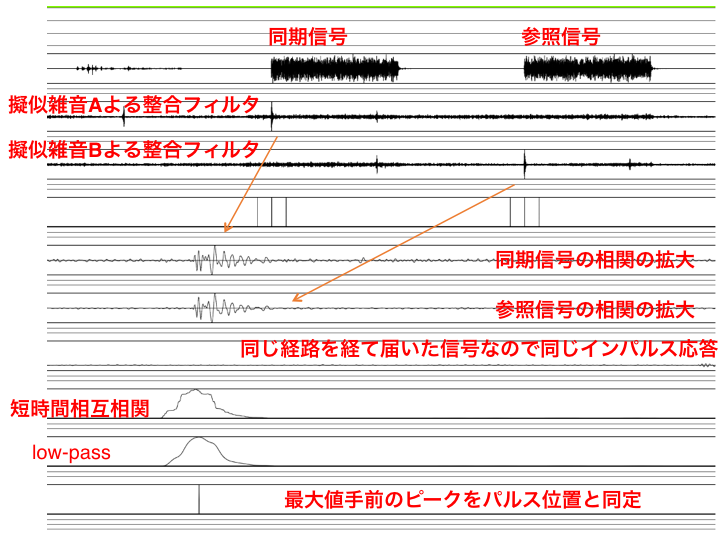 同期信号
参照信号
擬似雑音Aよる整合フィルタ
擬似雑音Bよる整合フィルタ
同期信号の相関の拡大
参照信号の相関の拡大
同じ経路を経て届いた信号なので同じインパルス応答
短時間相互相関
low-pass
最大値手前のピークをパルス位置と同定